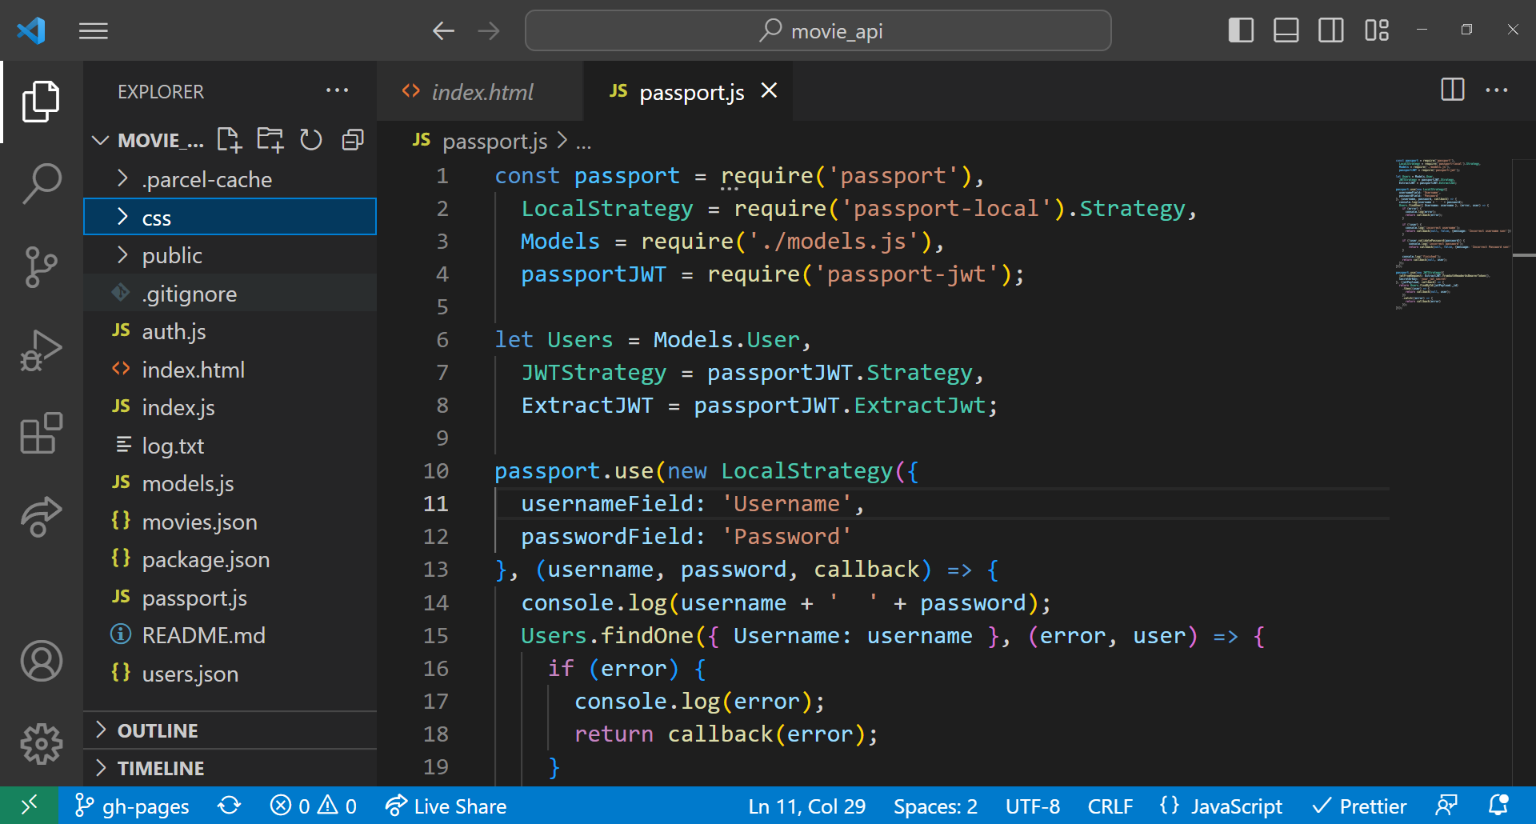 movie_api
EXPLORER
MOVIE_...
.parcel-cache
css
public
.gitignore
auth.js
index.html
index.js
log.txt
models.js
movies.json
package.json
passport.js
README.md
users.json
OUTLINE
TIMELINE
index.html
JS passport.js
JS passport.js > ...
1 const passport = require('passport'),
2 LocalStrategy = require('passport-local').Strategy,
3 Models = require('./models.js'),
4 passportJWT = require('passport-jwt');
5
6 let Users = Models.User,
7 JWTStrategy = passportJWT.Strategy,
8 ExtractJWT = passportJWT.ExtractJwt;
9
10 passport.use(new LocalStrategy({
11 usernameField: 'Username',
12 passwordField: 'Password'
13 }, (username, password, callback) => {
14 console.log(username + '  ' + password);
15 Users.findOne({ Username: username }, (error, user) => {
16 if (error) {
17 console.log(error);
18 return callback(error);
19 }
gh-pages 0 0 Live Share Ln 11, Col 29 Spaces: 2 UTF-8 CRLF {} JavaScript Prettier